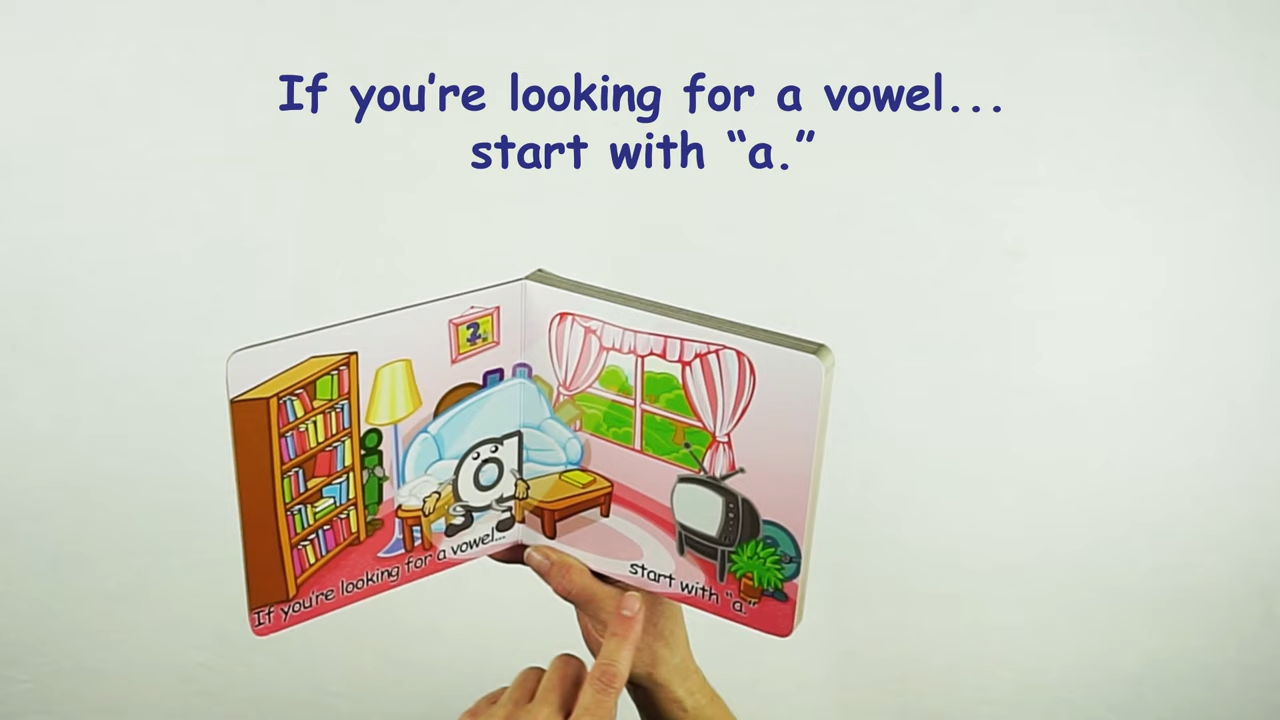 If you're looking for a vowel...
start with “a.”
a
If you're looking for a vowel...
start with “a.”